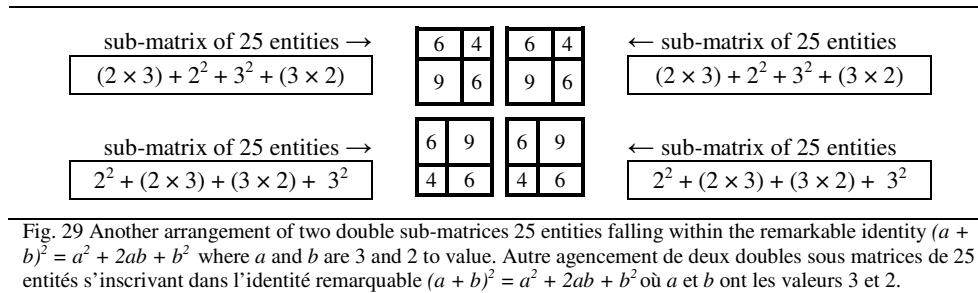 sub-matrix of 25 entities → 6 4 6 4 ← sub-matrix of 25 entities
(2 × 3) + 2² + 3² + (3 × 2) 9 6 9 6 (2 × 3) + 2² + 3² + (3 × 2)
sub-matrix of 25 entities → 6 9 6 9 ← sub-matrix of 25 entities
2² + (2 × 3) + (3 × 2) + 3² 4 6 4 6 2² + (2 × 3) + (3 × 2) + 3²
Fig. 29 Another arrangement of two double sub-matrices 25 entities falling within the remarkable identity (a +
b)² = a² + 2ab + b² where a and b are 3 and 2 to value. Autre agencement de deux doubles sous matrices de 25
entités s’inscrivant dans l’identité remarquable (a + b)² = a² + 2ab + b² où a et b ont les valeurs 3 et 2.